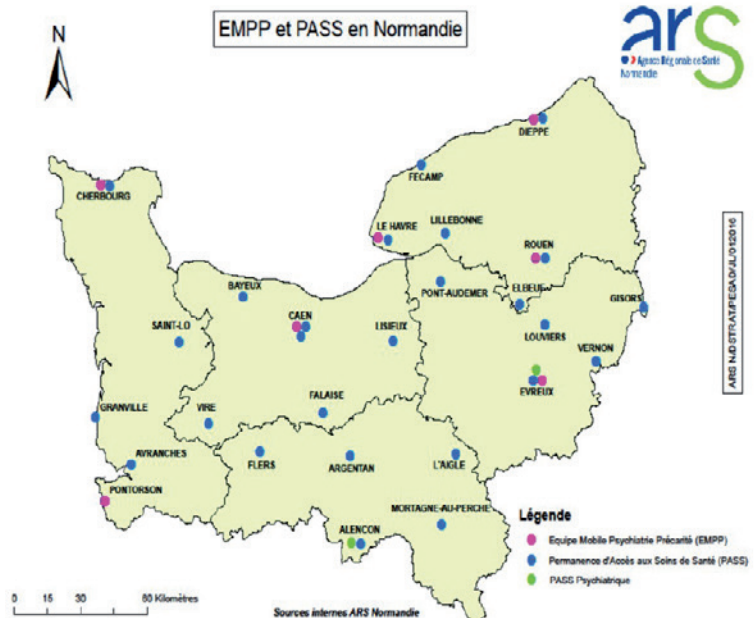 EMPP et PASS en Normandie
N
ars
Agence Régionale de Santé
Normandie
DIEPPE
FECAMP
CHERBOURG
LE HAVRE
LILLEBONNE
ROUEN
BAYEUX
PONT-AUDEMER
ELBEUF
GISORS
CAEN
SAINT-LO
LISIEUX
LOUVIERS
VERNON
EVREUX
GRANVILLE
VIRE
FALAISE
AVRANCHES
FLERS
ARGENTAN
L'AIGLE
PONTORSON
MORTAGNE-AU-PERCHE
ALENCON
Légende
Equipe Mobile Psychiatrie Précarité (EMPP)
Permanence d'Accès aux Soins de Santé (PASS)
PASS Psychiatrique
0 15 30 60 Kilomètres
Sources internes ARS Normandie